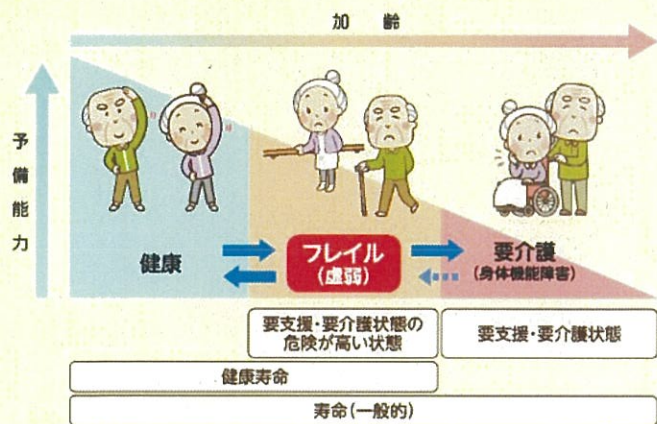 加齢
予備能力
健康
フレイル
(虚弱)
要介護
(身体機能障害)
要支援・要介護状態の
危険が高い状態
要支援・要介護状態
健康寿命
寿命(一般的)